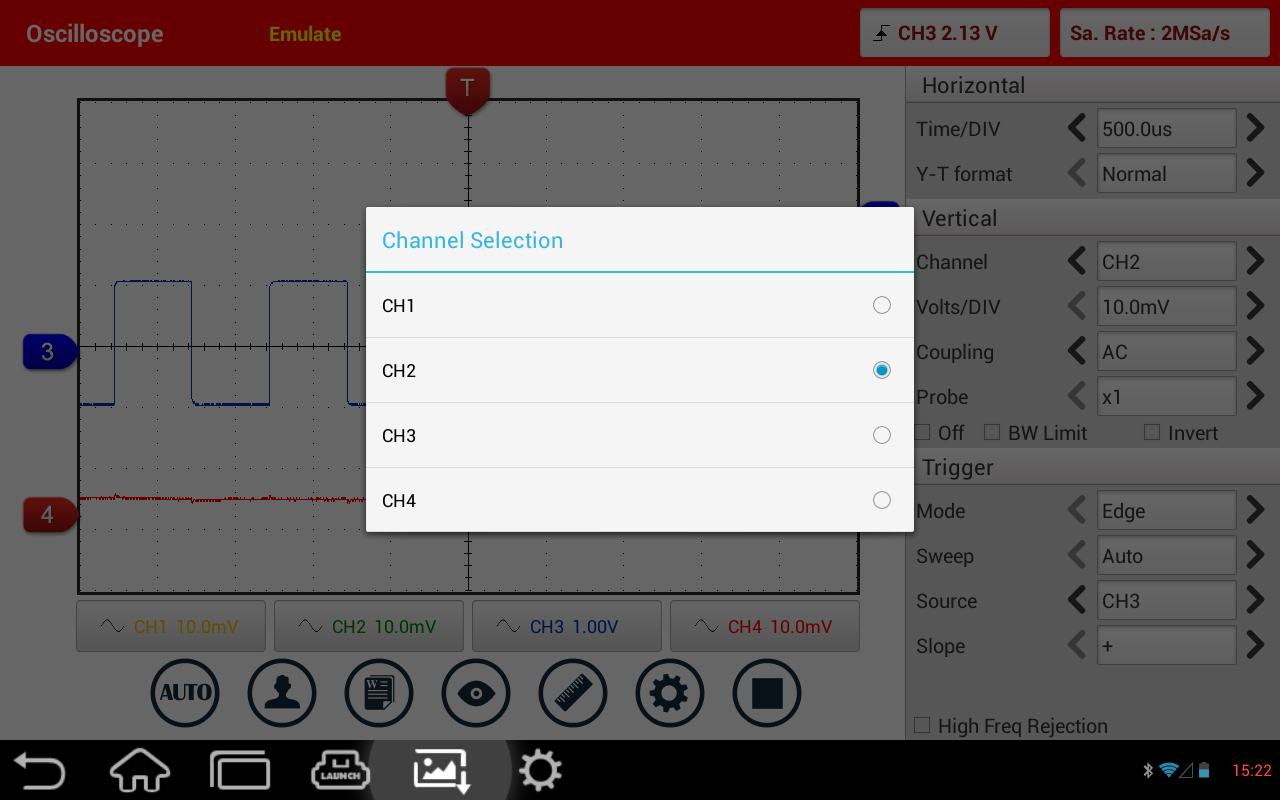 Oscilloscope
Emulate
CH3 2.13 V
Sa. Rate : 2MSa/s
T
Horizontal
Time/DIV 500.0us
Y-T format Normal
Vertical
Channel CH2
Volts/DIV 10.0mV
Coupling AC
Probe x1
Off BW Limit Invert
Trigger
Mode Edge
Sweep Auto
Source CH3
Slope +
High Freq Rejection
Channel Selection
CH1
CH2
CH3
CH4
3
4
CH1 10.0mV
CH2 10.0mV
CH3 1.00V
CH4 10.0mV
AUTO
W
LAUNCH
15:22